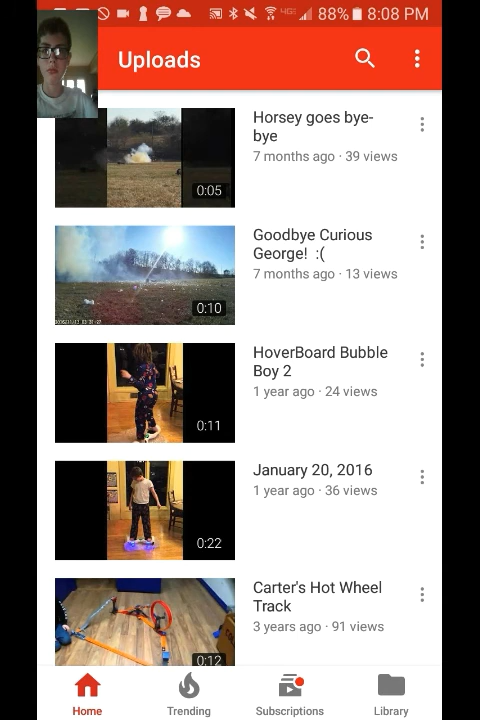 88% 8:08 PM
Uploads
Horsey goes bye-
bye
7 months ago · 39 views
0:05
Goodbye Curious
George!  :(
7 months ago · 13 views
0:10
HoverBoard Bubble
Boy 2
1 year ago · 24 views
0:11
January 20, 2016
1 year ago · 36 views
0:22
Carter's Hot Wheel
Track
3 years ago · 91 views
0:12
Home Trending Subscriptions Library